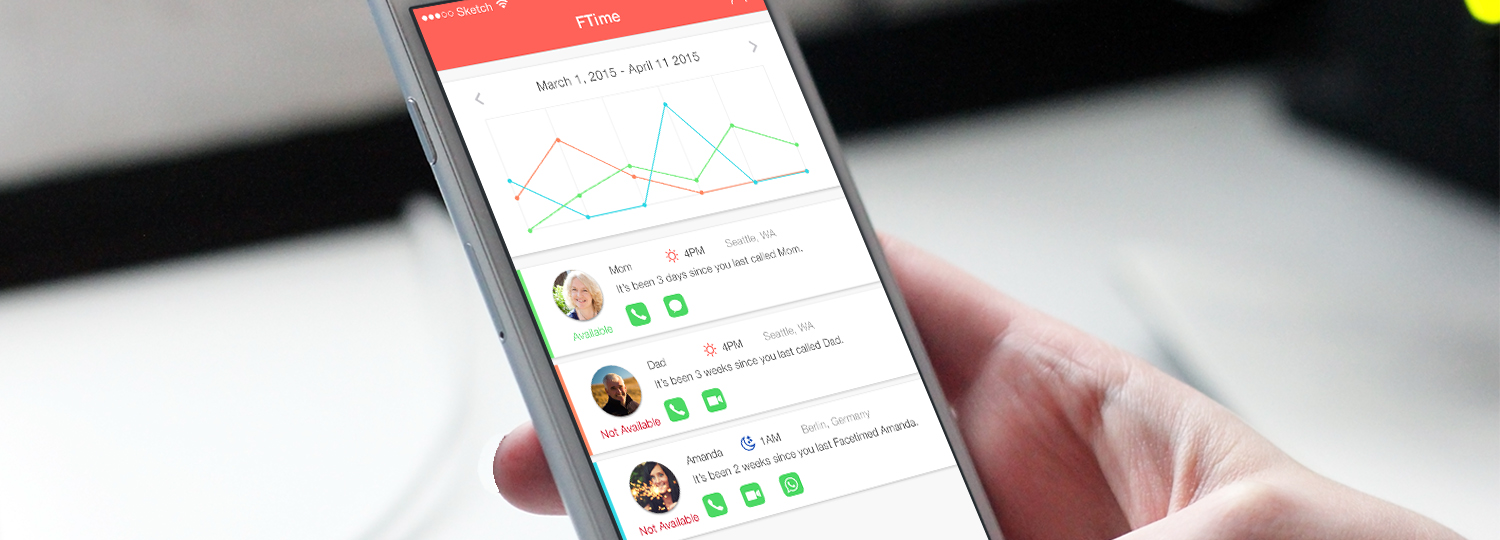 Sketch
FTime
March 1, 2015 - April 11 2015
Mom 4PM Seattle, WA
It's been 3 days since you last called Mom.
Available
Dad 4PM Seattle, WA
It's been 3 weeks since you last called Dad.
Not Available
Amanda 1AM Berlin, Germany
It's been 2 weeks since you last Facetimed Amanda.
Not Available